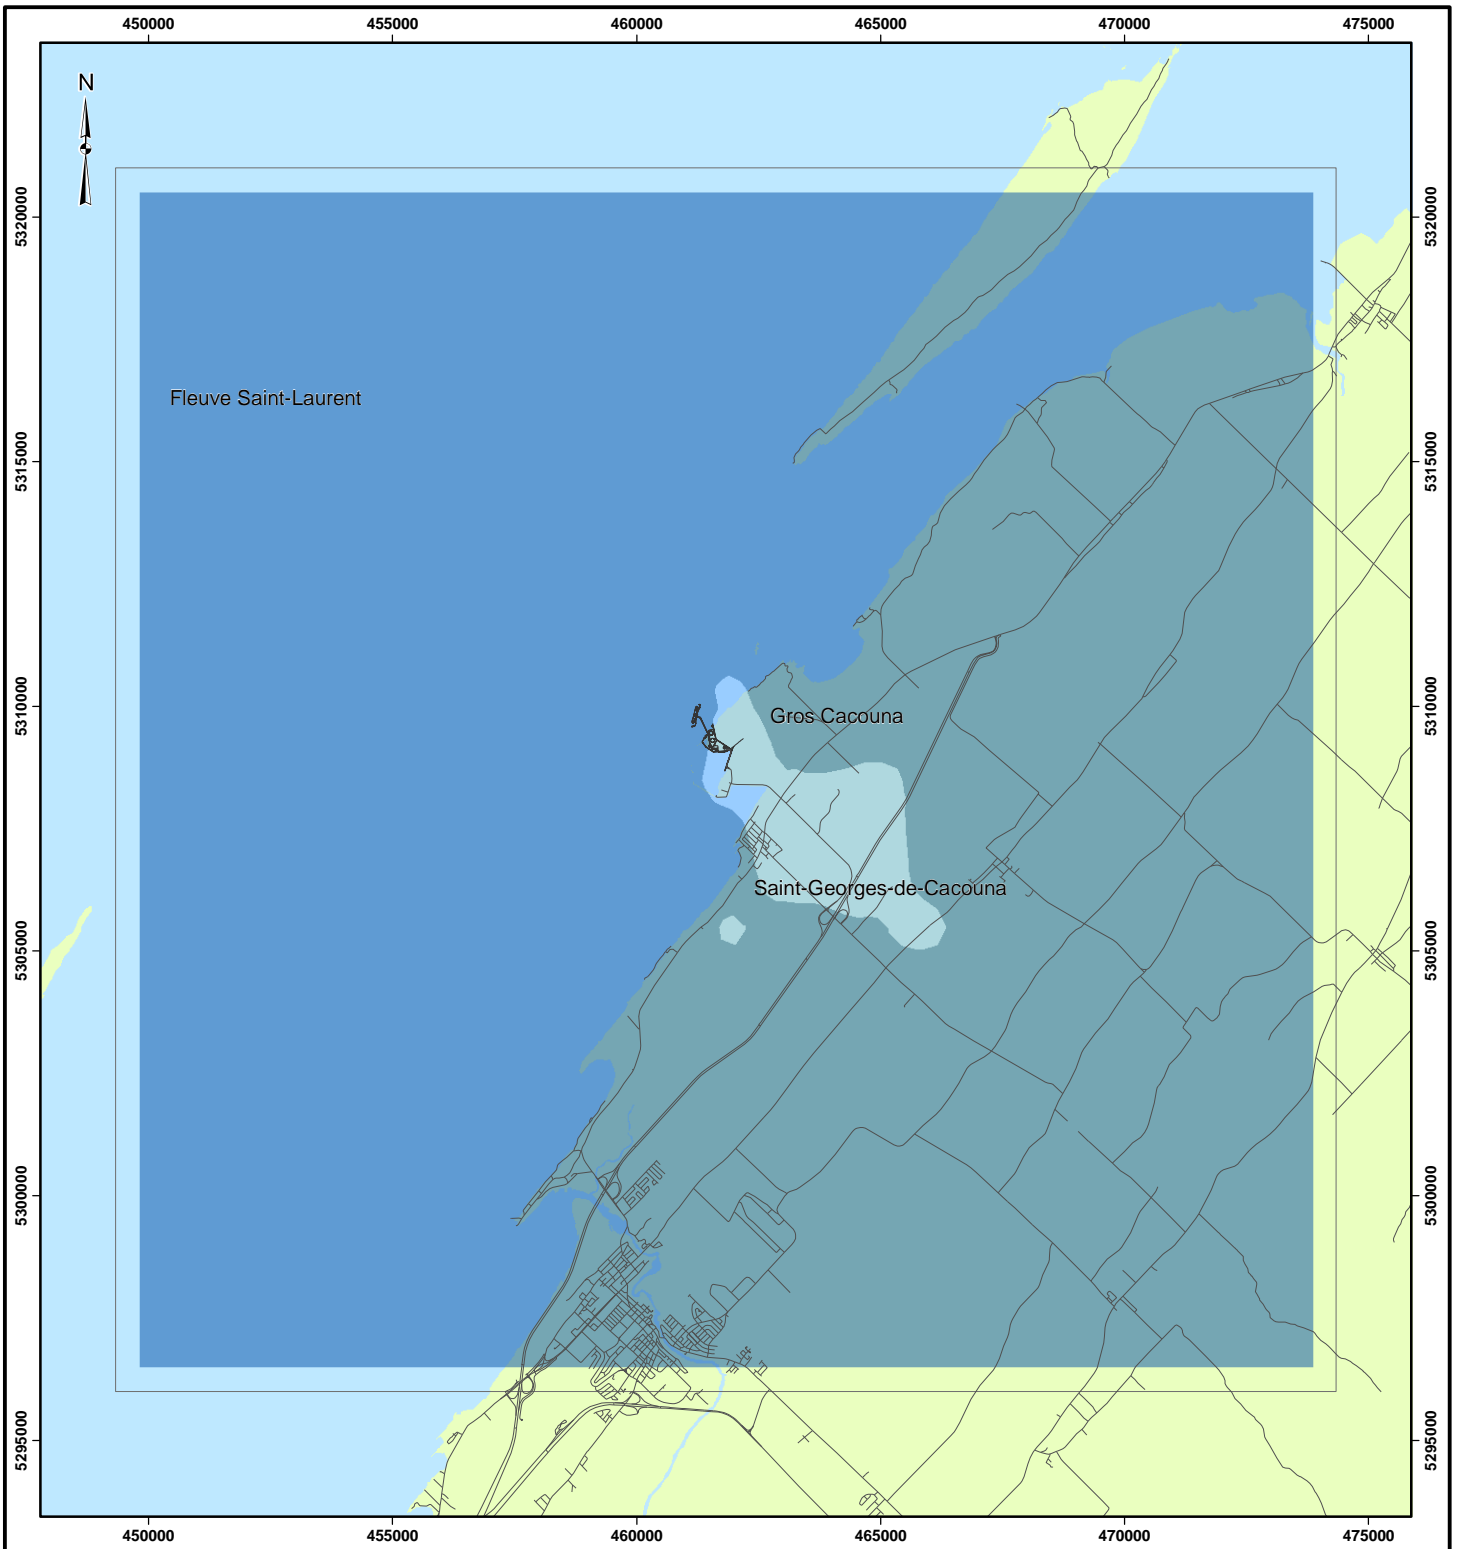 450000 455000 460000 465000 470000 475000
N
5320000 5320000
Fleuve Saint-Laurent
5315000 5315000
5310000 5310000
Gros Cacouna
Saint-Georges-de-Cacouna
5305000 5305000
5300000 5300000
5295000 5295000
450000 455000 460000 465000 470000 475000